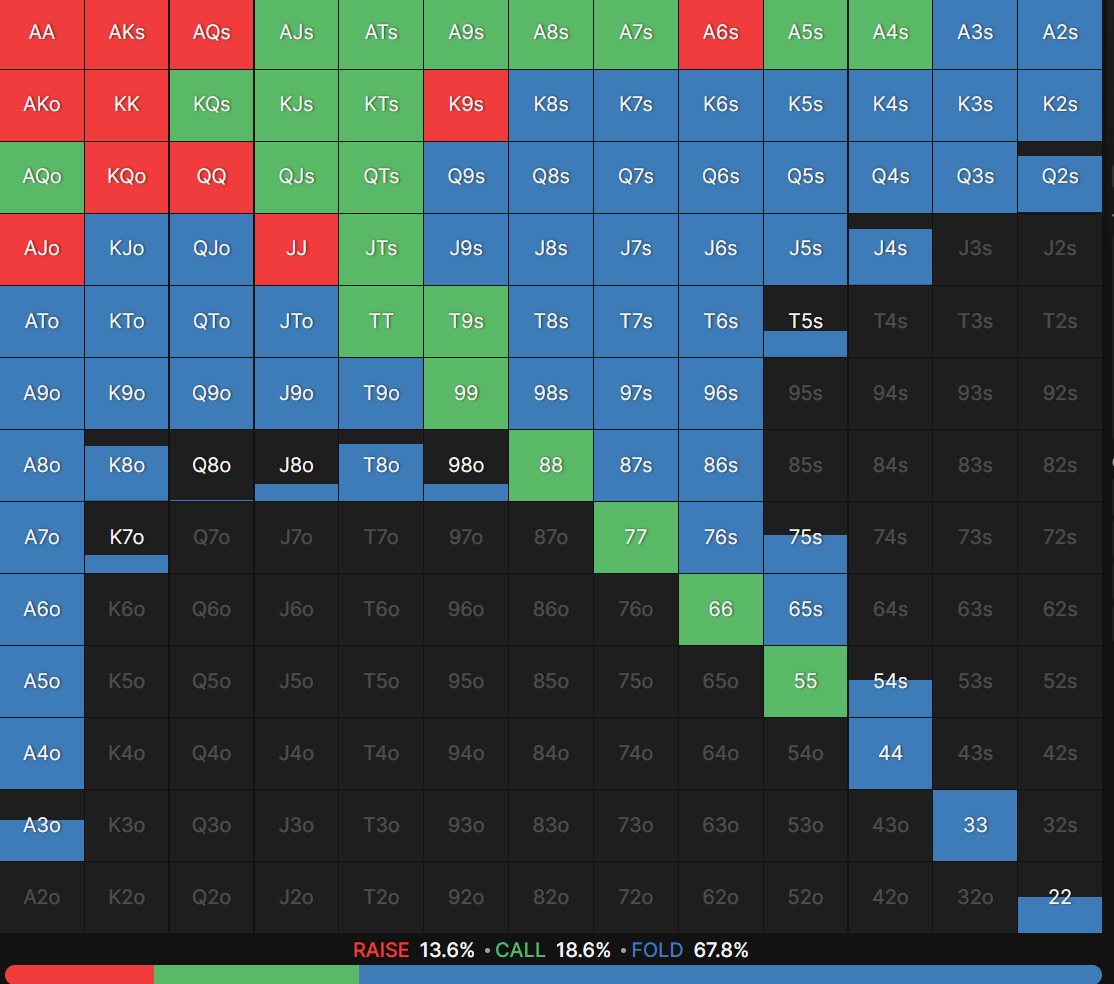 AA AKs AQs AJs ATs A9s A8s A7s A6s A5s A4s A3s A2s
AKo KK KQs KJs KTs K9s K8s K7s K6s K5s K4s K3s K2s
AQo KQo QQ QJs QTs Q9s Q8s Q7s Q6s Q5s Q4s Q3s Q2s
AJo KJo QJo JJ JTs J9s J8s J7s J6s J5s J4s J3s J2s
ATo KTo QTo JTo TT T9s T8s T7s T6s T5s T4s T3s T2s
A9o K9o Q9o J9o T9o 99 98s 97s 96s 95s 94s 93s 92s
A8o K8o Q8o J8o T8o 98o 88 87s 86s 85s 84s 83s 82s
A7o K7o Q7o J7o T7o 97o 87o 77 76s 75s 74s 73s 72s
A6o K6o Q6o J6o T6o 96o 86o 76o 66 65s 64s 63s 62s
A5o K5o Q5o J5o T5o 95o 85o 75o 65o 55 54s 53s 52s
A4o K4o Q4o J4o T4o 94o 84o 74o 64o 54o 44 43s 42s
A3o K3o Q3o J3o T3o 93o 83o 73o 63o 53o 43o 33 32s
A2o K2o Q2o J2o T2o 92o 82o 72o 62o 52o 42o 32o 22
RAISE 13.6% • CALL 18.6% • FOLD 67.8%